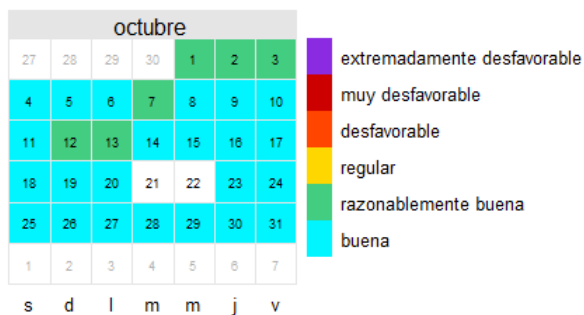 octubre
27 28 29 30 1 2 3
4 5 6 7 8 9 10
11 12 13 14 15 16 17
18 19 20 21 22 23 24
25 26 27 28 29 30 31
1 2 3 4 5 6 7
s d l m m j v
extremadamente desfavorable
muy desfavorable
desfavorable
regular
razonablemente buena
buena